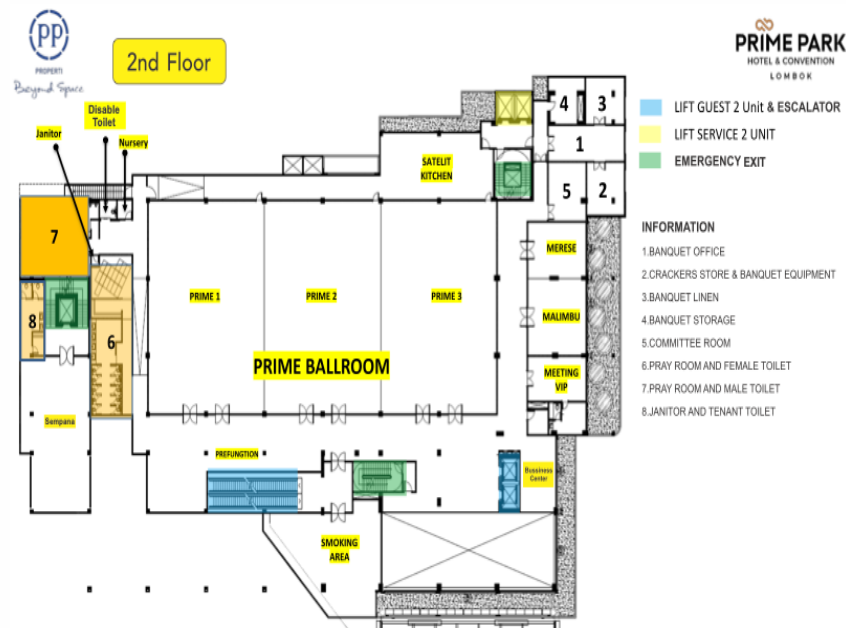 PP
PROPERTI
Beyond Space
2nd Floor
PRIME PARK
HOTEL & CONVENTION
LOMBOK
LIFT GUEST 2 Unit & ESCALATOR
LIFT SERVICE 2 UNIT
EMERGENCY EXIT
INFORMATION
1.BANQUET OFFICE
2.CRACKERS STORE & BANQUET EQUIPMENT
3.BANQUET LINEN
4.BANQUET STORAGE
5.COMMITTEE ROOM
6.PRAY ROOM AND FEMALE TOILET
7.PRAY ROOM AND MALE TOILET
8.JANITOR AND TENANT TOILET
Disable
Toilet
Janitor
Nursery
SATELIT
KITCHEN
4
3
1
5
2
7
8
6
MERESE
MALIMBU
MEETING
VIP
PRIME 1
PRIME 2
PRIME 3
PRIME BALLROOM
Sempana
PREFUNGTION
Bussiness
Center
SMOKING
AREA